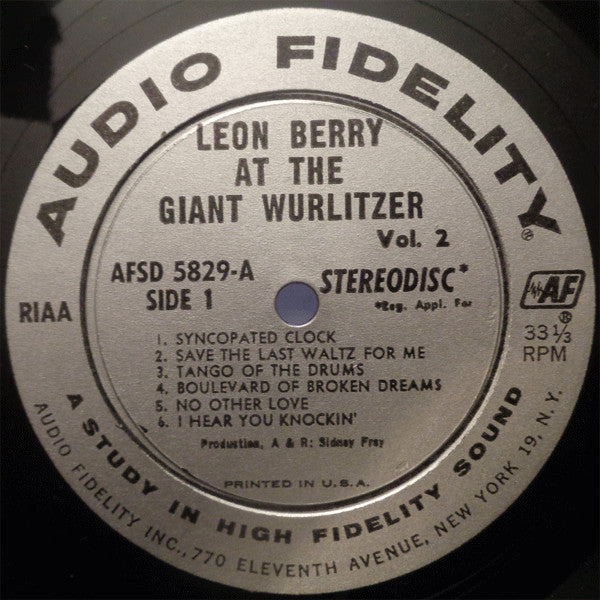 AUDIO FIDELITY®
LEON BERRY
AT THE
GIANT WURLITZER
Vol. 2
AFSD 5829-A
SIDE 1
STEREODISC*
*Reg. Appl. For
RIAA
AF®
33⅓
RPM
1. SYNCOPATED CLOCK
2. SAVE THE LAST WALTZ FOR ME
3. TANGO OF THE DRUMS
4. BOULEVARD OF BROKEN DREAMS
5. NO OTHER LOVE
6. I HEAR YOU KNOCKIN'
Production, A & R: Sidney Frey
PRINTED IN U.S.A.
A STUDY IN HIGH FIDELITY SOUND
AUDIO FIDELITY INC., 770 ELEVENTH AVENUE, NEW YORK 19, N.Y.